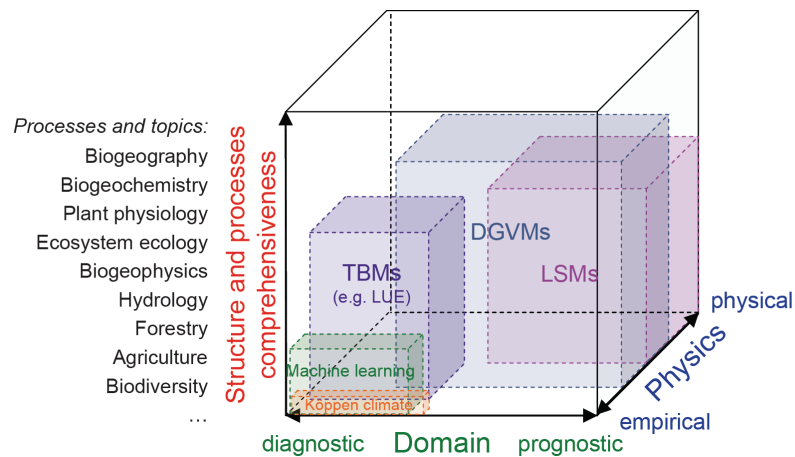 Processes and topics:
Biogeography
Biogeochemistry
Plant physiology
Ecosystem ecology
Biogeophysics
Hydrology
Forestry
Agriculture
Biodiversity
...
Structure and processes
comprehensiveness
DGVMs
TBMs
(e.g. LUE)
LSMs
Machine learning
Köppen climate
physical
Physics
empirical
diagnostic
Domain
prognostic